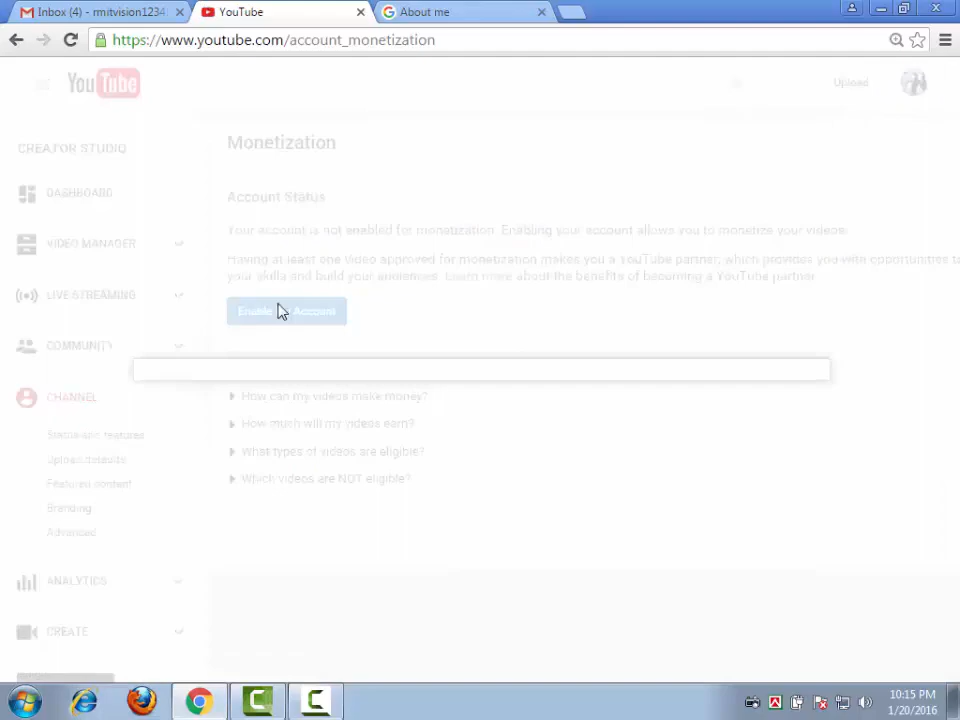 Inbox (4) - rmitvision1234
YouTube
About me
https://www.youtube.com/account_monetization
YouTube
Upload
CREATOR STUDIO
Monetization
DASHBOARD
Account Status
Your account is not enabled for monetization. Enabling your account allows you to monetize your videos.
VIDEO MANAGER
Having at least one video approved for monetization makes you a YouTube partner, which provides you with opportunities to
your skills and build your audiences. Learn more about the benefits of becoming a YouTube partner.
LIVE STREAMING
Enable Account
COMMUNITY
CHANNEL
How can my videos make money?
How much will my videos earn?
Status and features
What types of videos are eligible?
Upload defaults
Which videos are NOT eligible?
Featured content
Branding
Advanced
ANALYTICS
CREATE
10:15 PM
1/20/2016